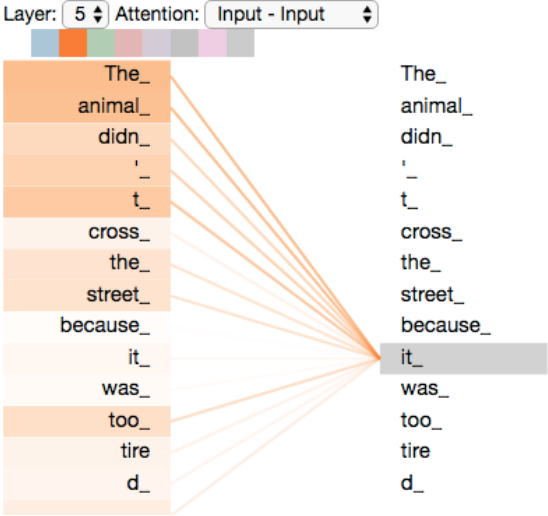 Layer: 5 Attention: Input - Input
The_ The_
animal_ animal_
didn_ didn_
'_ '_
t_ t_
cross_ cross_
the_ the_
street_ street_
because_ because_
it_ it_
was_ was_
too_ too_
tire tire
d_ d_